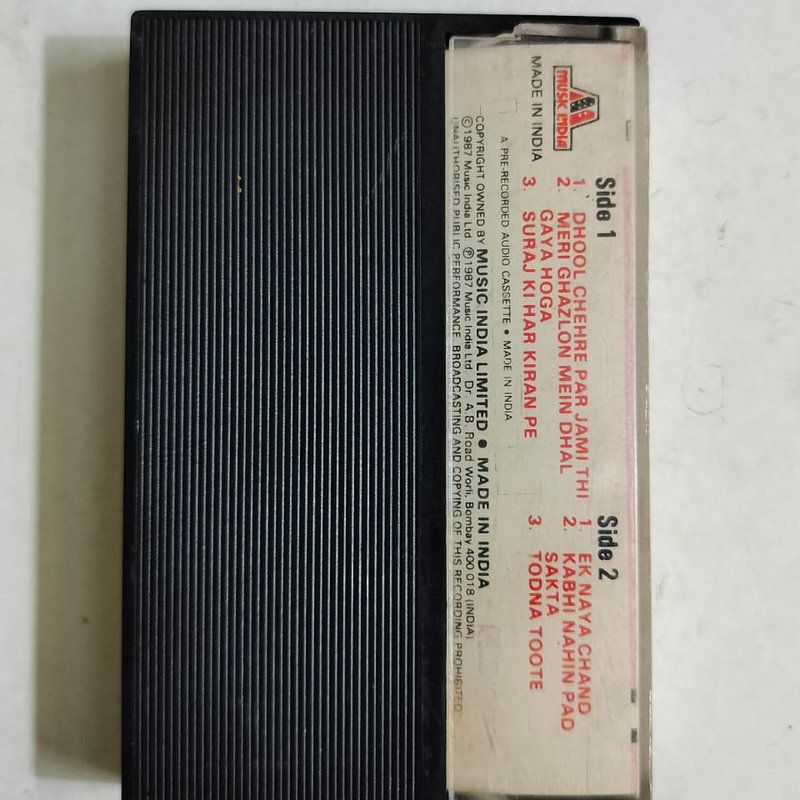 MUSIC INDIA
MADE IN INDIA
Side 1
1. DHOOL CHEHRE PAR JAMI THI
2. MERI GHAZLON MEIN DHAL
GAYA HOGA
3. SURAJ KI HAR KIRAN PE
Side 2
1. EK NAYA CHAND
2. KABHI NAHIN PAD
SAKTA
3. TODNA TOOTE
A PRE-RECORDED AUDIO CASSETTE • MADE IN INDIA
COPYRIGHT OWNED BY MUSIC INDIA LIMITED • MADE IN INDIA
©1987 Music India Ltd. ℗1987 Music India Ltd. Dr. A.B. Road Worli, Bombay 400 018 (INDIA)
UNAUTHORISED PUBLIC PERFORMANCE BROADCASTING AND COPYING OF THIS RECORDING PROHIBITED